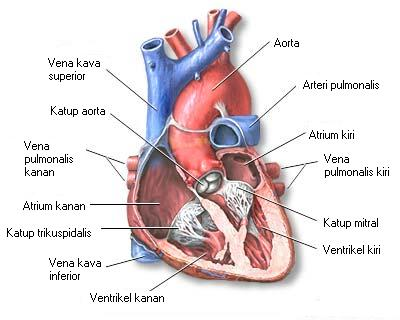 Aorta
Vena kava
superior
Arteri pulmonalis
Katup aorta
Atrium kiri
Vena
pulmonalis
kanan
Vena
pulmonalis kiri
Atrium kanan
Katup mitral
Katup trikuspidalis
Ventrikel kiri
Vena kava
inferior
Ventrikel kanan